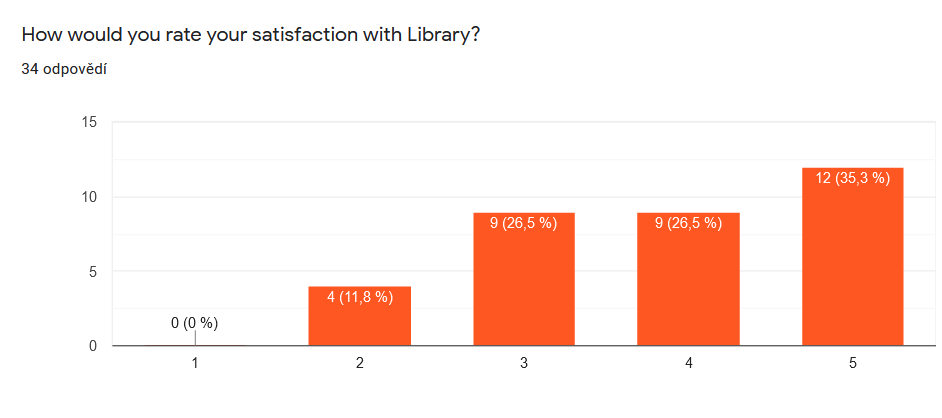 How would you rate your satisfaction with Library?
34 odpovědí
15
10
5
0
0 (0 %)
4 (11,8 %)
9 (26,5 %)
9 (26,5 %)
12 (35,3 %)
1
2
3
4
5